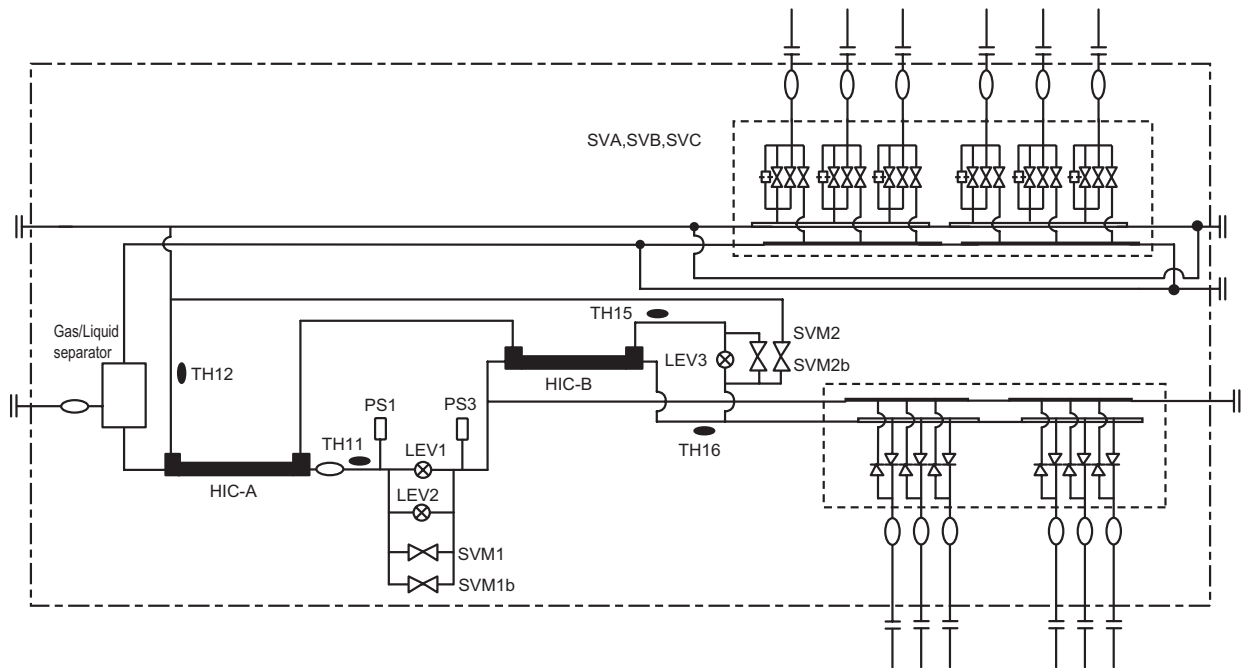 SVA,SVB,SVC
TH15
SVM2
LEV3
SVM2b
Gas/Liquid
separator
TH12
HIC-B
PS1
PS3
TH11
LEV1
TH16
HIC-A
LEV2
SVM1
SVM1b